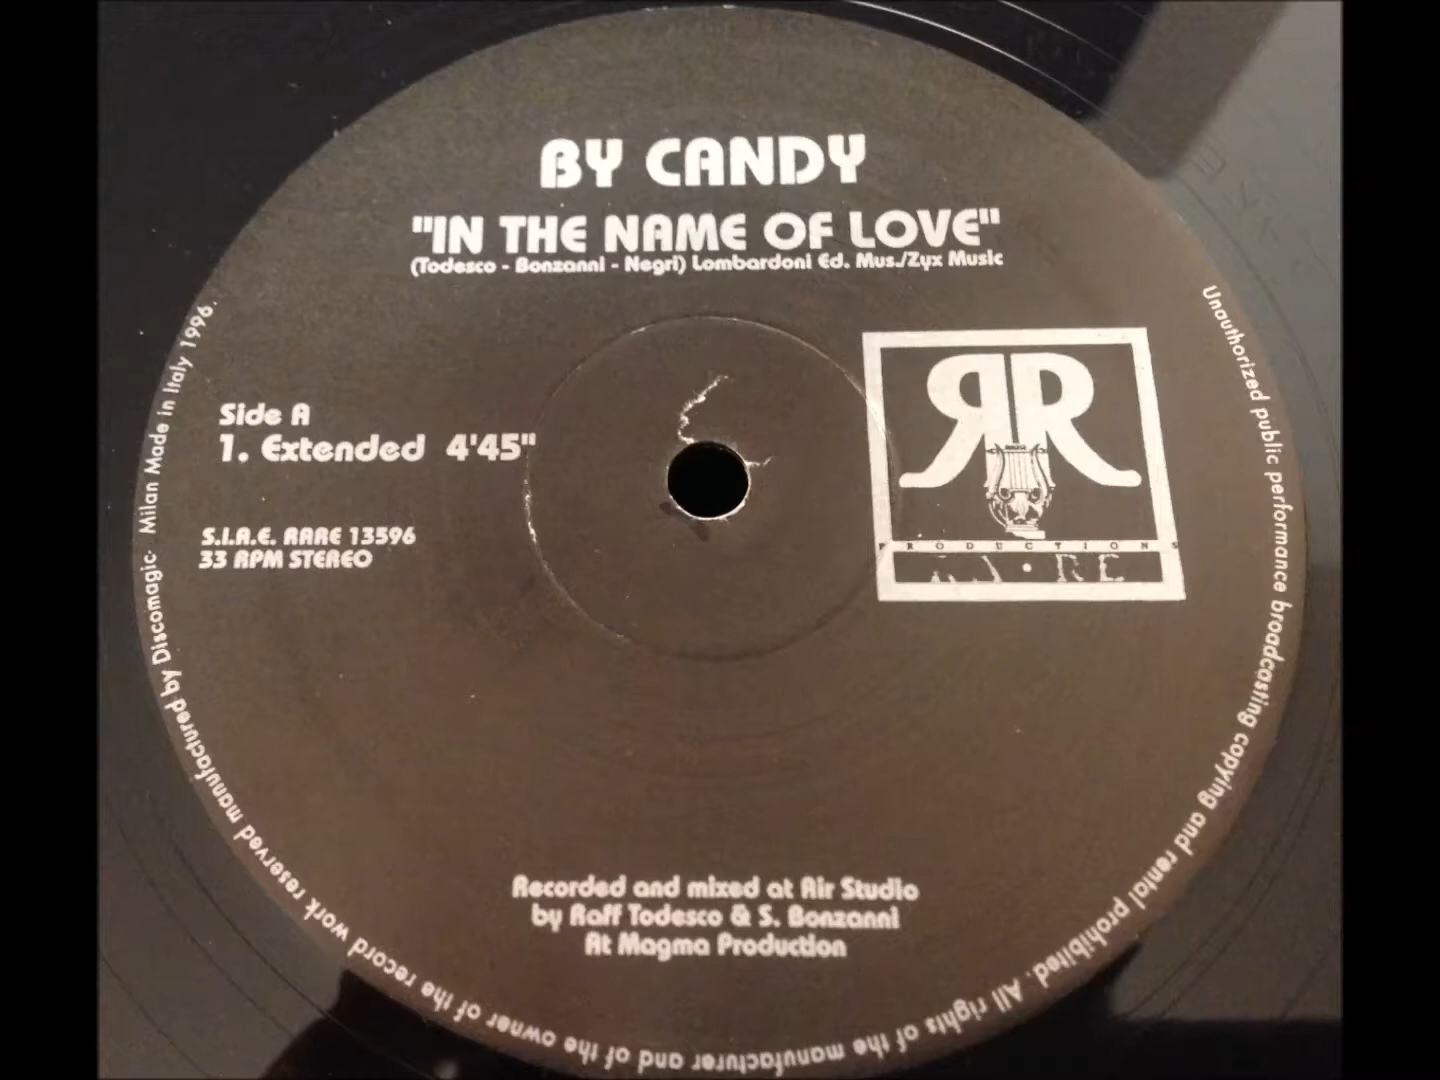 BY CANDY
"IN THE NAME OF LOVE"
(Todesco - Bonzanni - Negri) Lombardoni Ed. Mus./Zyx Music
Side A
1. Extended 4'45"
S.I.A.E. RARE 13596
33 RPM STEREO
RR
PRODUCTIONS
RA·RE
Recorded and mixed at Air Studio
by Raff Todesco & S. Bonzanni
At Magma Production
Unauthorized public performance broadcasting copying and rental prohibited. All rights of the manufacturer and of the owner of the record work reserved manufactured by Discomagic· Milan Made in Italy 1996.